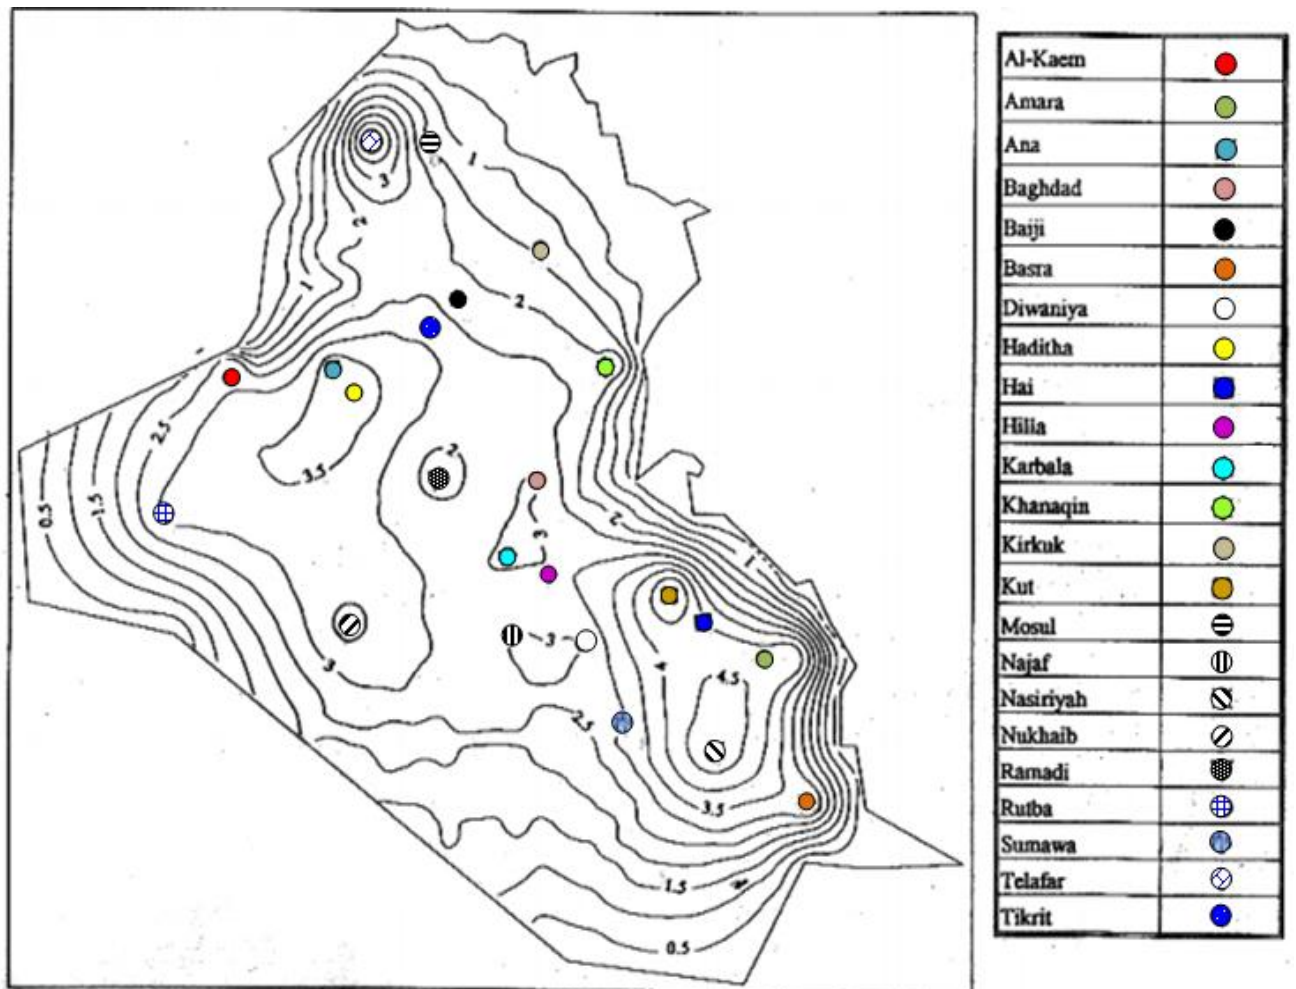 1
3
2
1
2
2.5
3.5
2
0.5
1.5
2
3
1
3
3
4
4.5
2.5
3.5
1.5
0.5
Al-Kaem
Amara
Ana
Baghdad
Baiji
Basra
Diwaniya
Haditha
Hai
Hilla
Karbala
Khanaqin
Kirkuk
Kut
Mosul
Najaf
Nasiriyah
Nukhaib
Ramadi
Rutba
Sumawa
Telafar
Tikrit